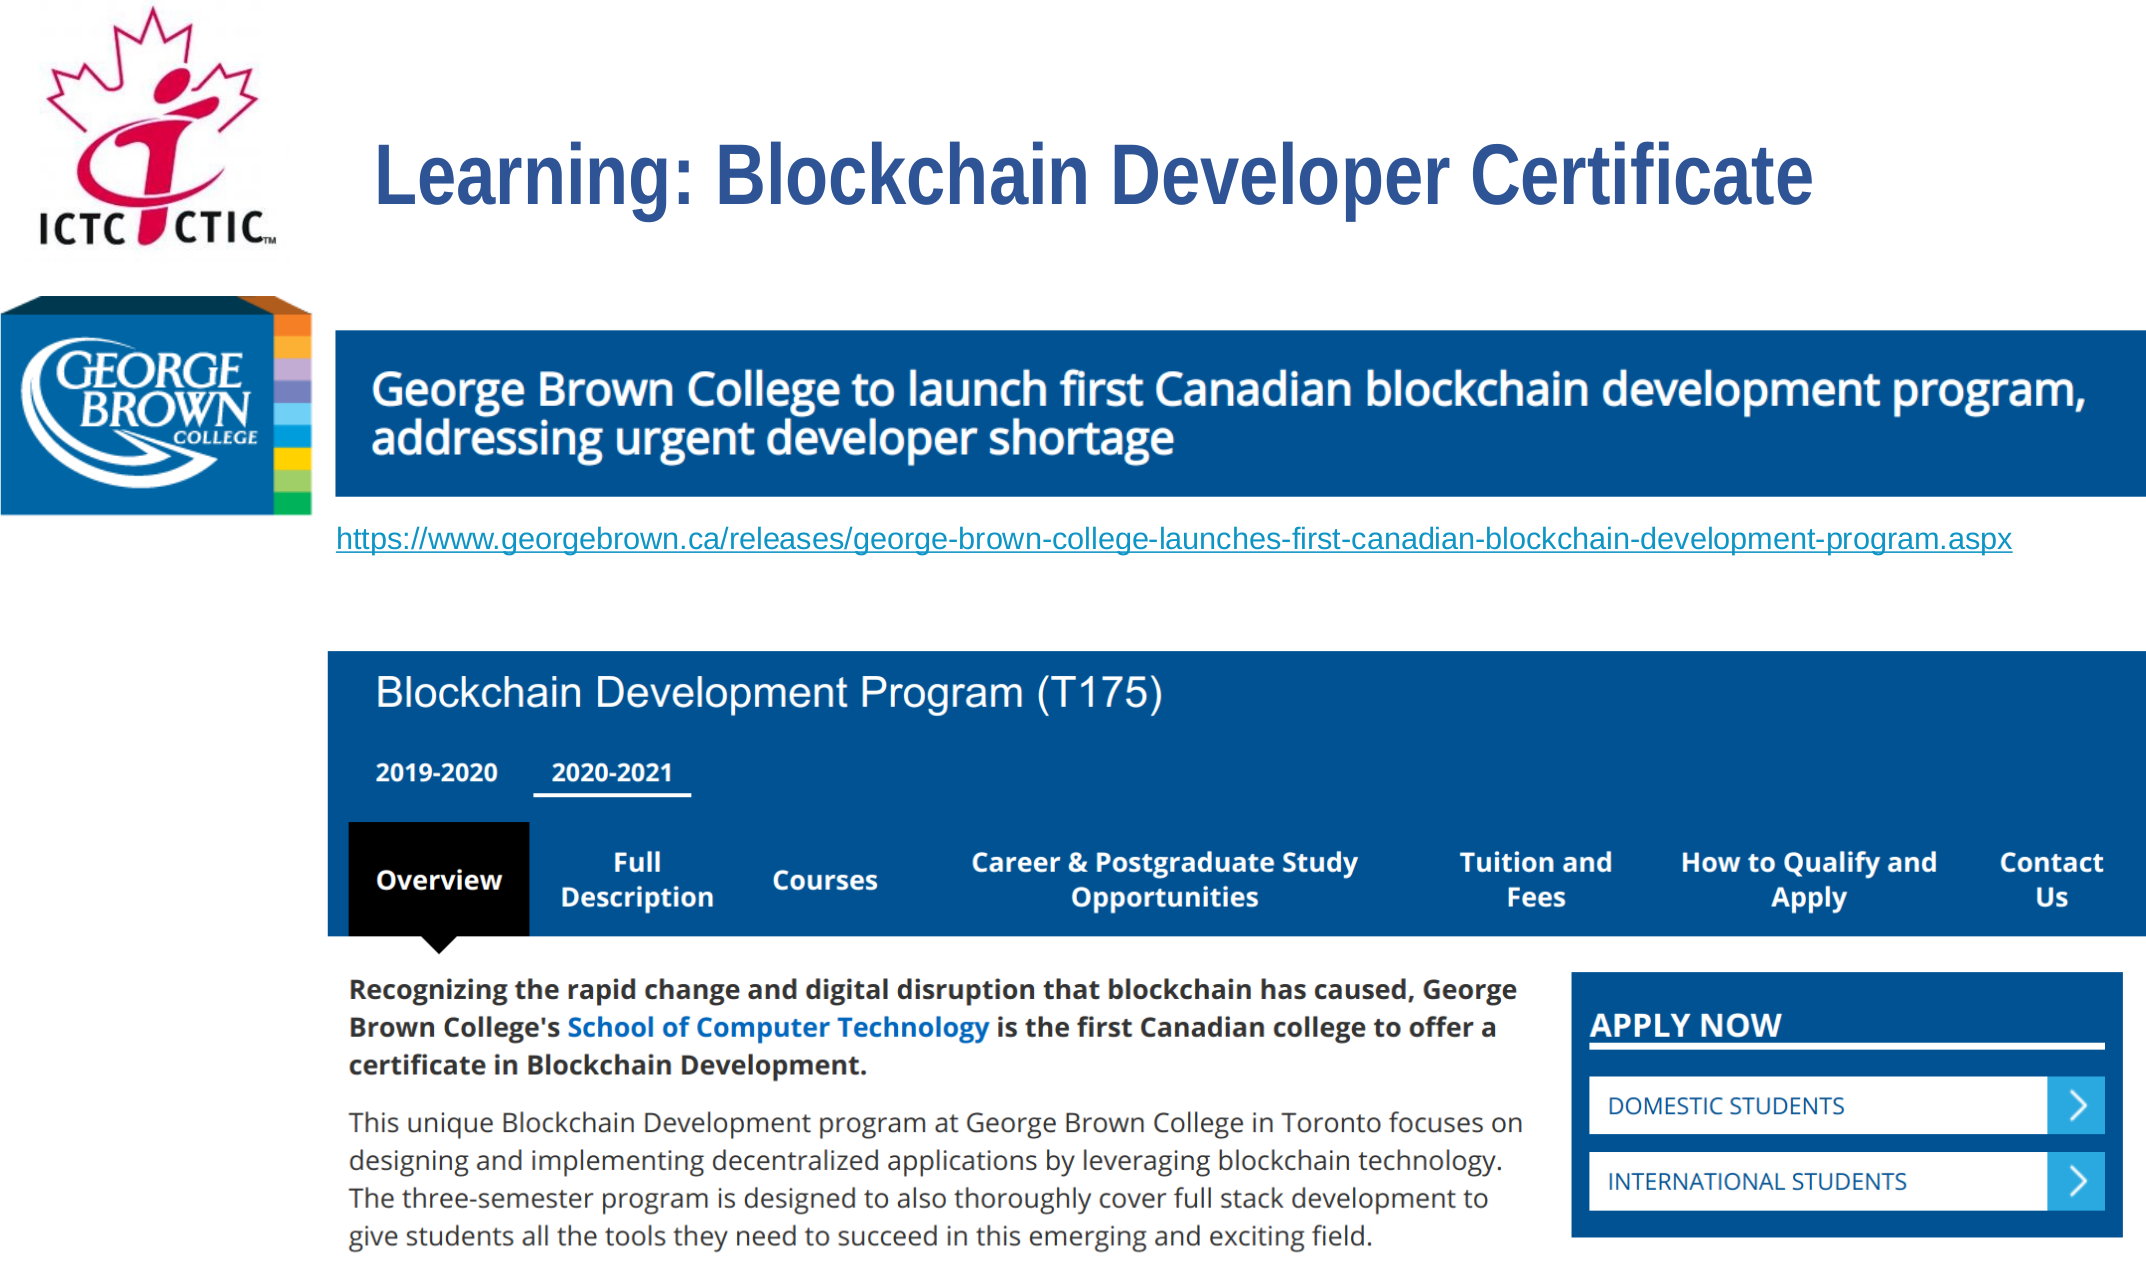 ICTC CTIC TM
Learning: Blockchain Developer Certificate
GEORGE
BROWN
COLLEGE
George Brown College to launch first Canadian blockchain development program,
addressing urgent developer shortage
https://www.georgebrown.ca/releases/george-brown-college-launches-first-canadian-blockchain-development-program.aspx
Blockchain Development Program (T175)
2019-2020 2020-2021
Overview
Full
Description
Courses
Career & Postgraduate Study
Opportunities
Tuition and
Fees
How to Qualify and
Apply
Contact
Us
Recognizing the rapid change and digital disruption that blockchain has caused, George
Brown College's School of Computer Technology is the first Canadian college to offer a
certificate in Blockchain Development.
This unique Blockchain Development program at George Brown College in Toronto focuses on
designing and implementing decentralized applications by leveraging blockchain technology.
The three-semester program is designed to also thoroughly cover full stack development to
give students all the tools they need to succeed in this emerging and exciting field.
APPLY NOW
DOMESTIC STUDENTS
INTERNATIONAL STUDENTS